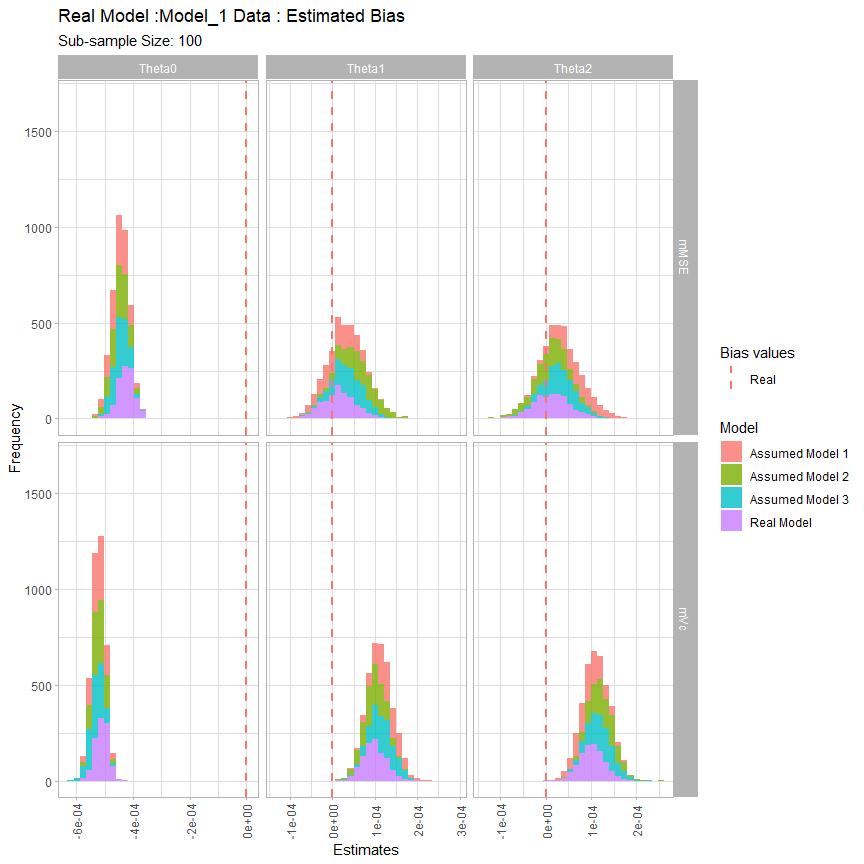 Real Model :Model_1 Data : Estimated Bias
Sub-sample Size: 100
Theta0
Theta1
Theta2
1500
1000
500
0
mMSE
1500
1000
500
0
mVc
Frequency
-6e-04
-4e-04
-2e-04
0e+00
-1e-04
0e+00
1e-04
2e-04
3e-04
-1e-04
0e+00
1e-04
2e-04
Estimates
Bias values
Real
Model
Assumed Model 1
Assumed Model 2
Assumed Model 3
Real Model